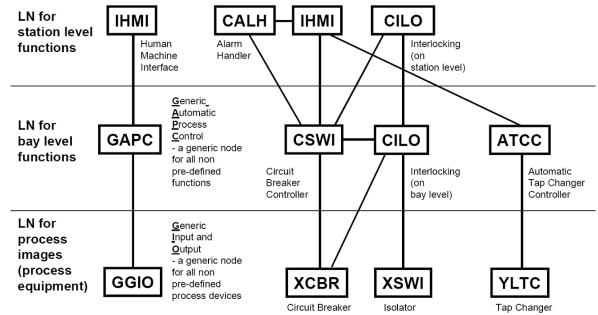 LN for
station level
functions
IHMI
Human
Machine
Interface
CALH
Alarm
Handler
IHMI
CILO
Interlocking
(on
station level)
LN for
bay level
functions
GAPC
Generic
Automatic
Process
Control
- a generic node
for all non
pre-defined
functions
CSWI
Circuit
Breaker
Controller
CILO
Interlocking
(on
bay level)
ATCC
Automatic
Tap Changer
Controller
LN for
process
images
(process
equipment)
GGIO
Generic
Input and
Output
- a generic node
for all non
pre-defined
process devices
XCBR
Circuit Breaker
XSWI
Isolator
YLTC
Tap Changer